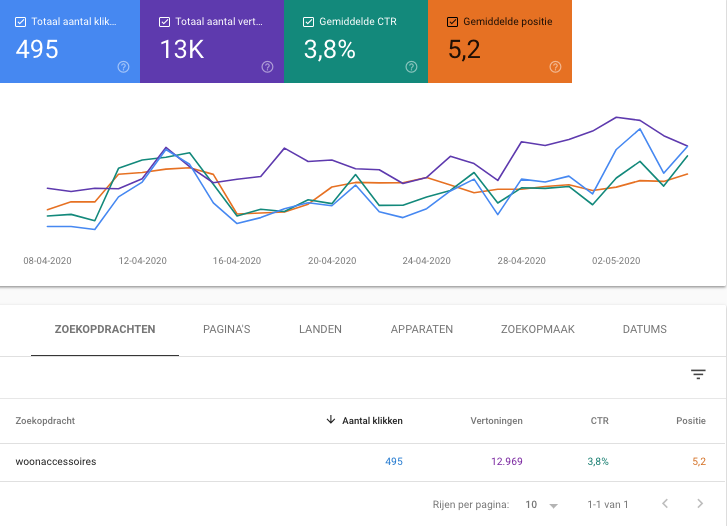 Totaal aantal klik... Totaal aantal vert... Gemiddelde CTR Gemiddelde positie
495 13K 3,8% 5,2
08-04-2020 12-04-2020 16-04-2020 20-04-2020 24-04-2020 28-04-2020 02-05-2020
ZOEKOPDRACHTEN PAGINA'S LANDEN APPARATEN ZOEKOPMAAK DATUMS
Zoekopdracht Aantal klikken Vertoningen CTR Positie
woonaccessoires 495 12.969 3,8% 5,2
Rijen per pagina: 10 1-1 van 1